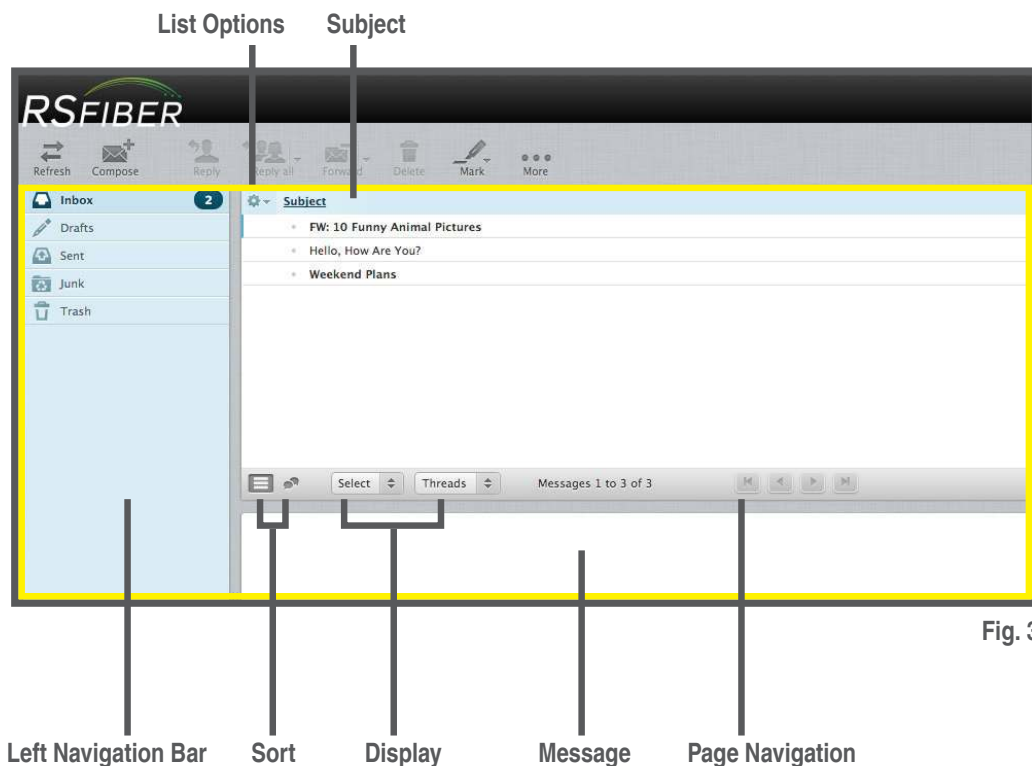 List Options Subject
RSFIBER
Refresh Compose Reply Reply all Forward Delete Mark More
Inbox 2 Subject
FW: 10 Funny Animal Pictures
Drafts
Hello, How Are You?
Sent
Weekend Plans
Junk
Trash
Select Threads Messages 1 to 3 of 3
Fig. 3
Left Navigation Bar Sort Display Message Page Navigation